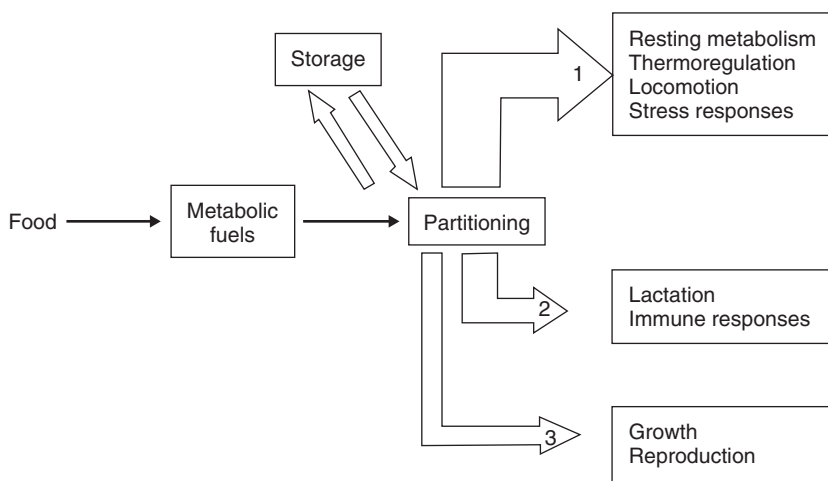 Storage
1
Resting metabolism
Thermoregulation
Locomotion
Stress responses
Food
Metabolic
fuels
Partitioning
2
Lactation
Immune responses
3
Growth
Reproduction